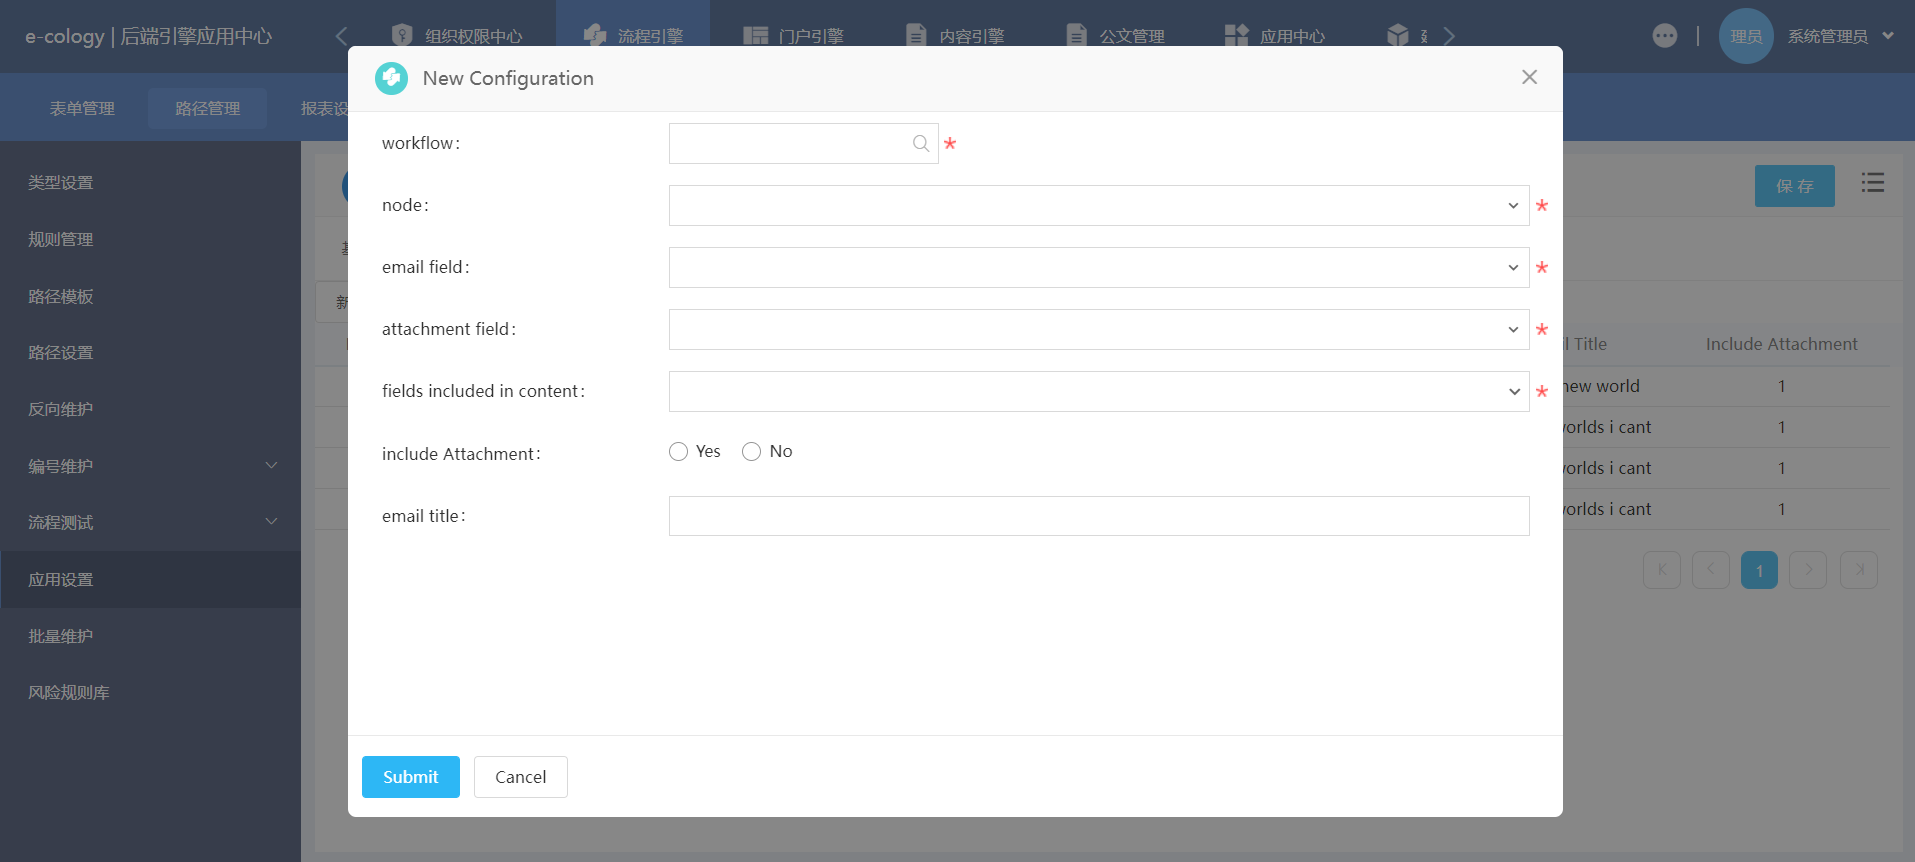 e-cology | 后端引擎应用中心
组织权限中心
流程引擎
门户引擎
内容引擎
公文管理
应用中心
理员
系统管理员
表单管理
路径管理
报表设
New Configuration
类型设置
规则管理
路径模板
路径设置
反向维护
编号维护
流程测试
应用设置
批量维护
风险规则库
保 存
新
workflow:
*
node:
*
email field:
*
attachment field:
*
fields included in content:
*
include Attachment:
Yes
No
email title:
il Title
Include Attachment
new world
1
orlds i cant
1
orlds i cant
1
orlds i cant
1
1
Submit
Cancel